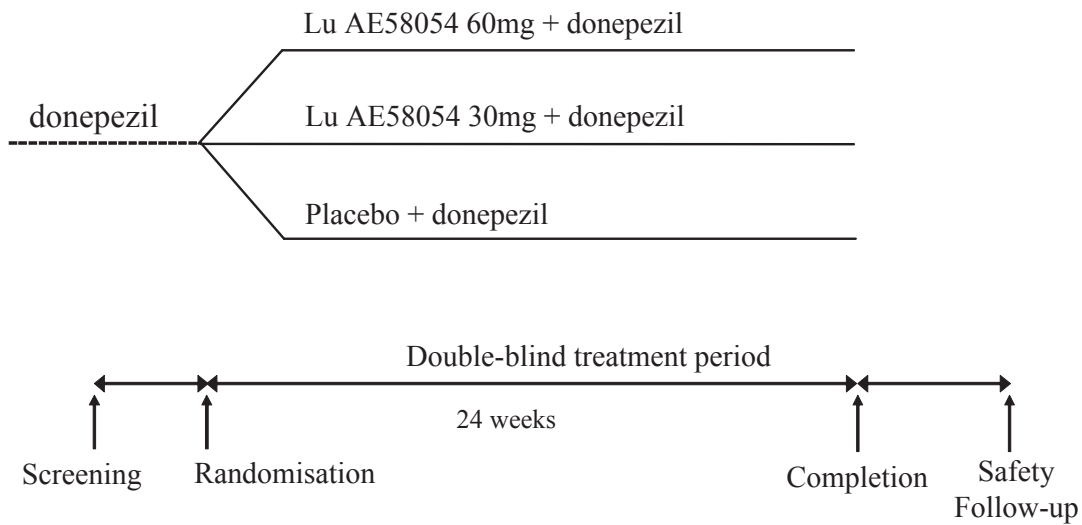 Lu AE58054 60mg + donepezil
donepezil
Lu AE58054 30mg + donepezil
Placebo + donepezil
Double-blind treatment period
24 weeks
Screening
Randomisation
Completion
Safety
Follow-up